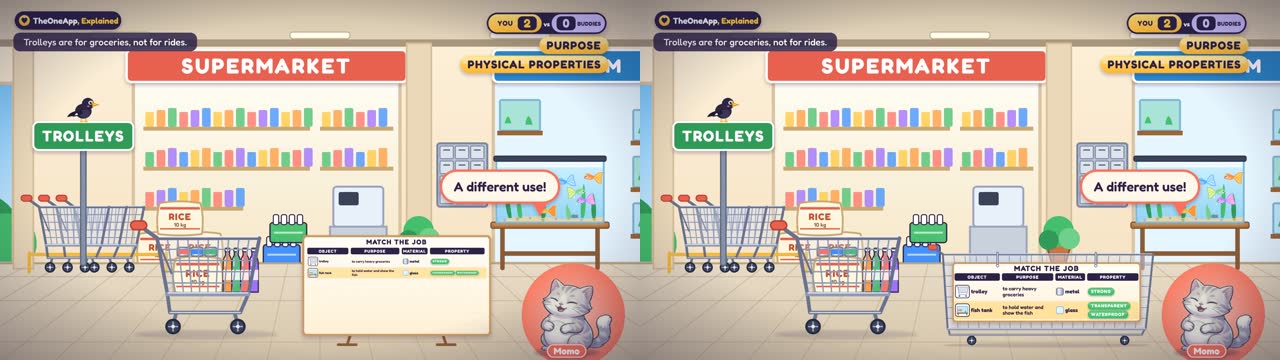 TheOneApp, Explained
YOU 2 vs 0 BUDDIES
Trolleys are for groceries, not for rides.
PURPOSE
PHYSICAL PROPERTIES
M
SUPERMARKET
TROLLEYS
A different use!
RICE
10 kg
RICE
RICE
RICE
MATCH THE JOB
OBJECT PURPOSE MATERIAL PROPERTY
trolley to carry heavy groceries metal STRONG
fish tank to hold water and show the fish glass TRANSPARENT WATERPROOF
Momo
TheOneApp, Explained
YOU 2 vs 0 BUDDIES
Trolleys are for groceries, not for rides.
PURPOSE
PHYSICAL PROPERTIES
M
SUPERMARKET
TROLLEYS
A different use!
RICE
10 kg
RICE
RICE
RICE
MATCH THE JOB
OBJECT PURPOSE MATERIAL PROPERTY
trolley to carry heavy
groceries metal STRONG
fish tank to hold water and
show the fish glass TRANSPARENT
WATERPROOF
Momo